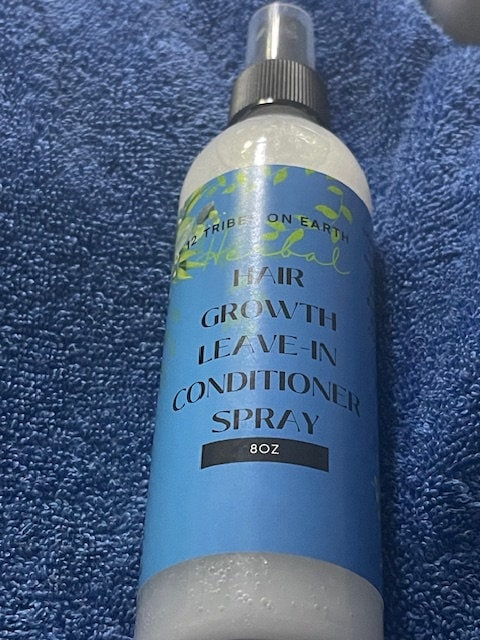 12 TRIBES ON EARTH
Herbal
HAIR
GROWTH
LEAVE-IN
CONDITIONER
SPRAY
8OZ